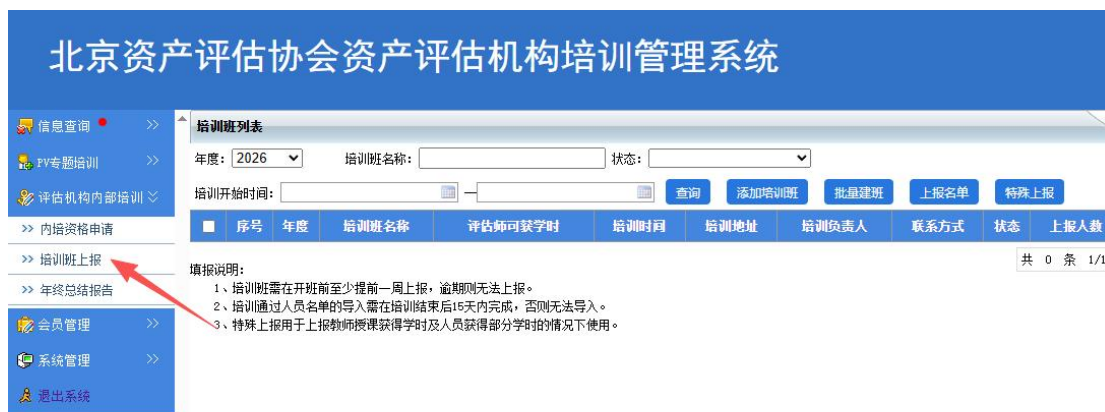 北京资产评估协会资产评估机构培训管理系统
信息查询
PV专题培训
评估机构内部培训
内培资格申请
培训班上报
年终总结报告
会员管理
系统管理
退出系统
培训班列表
年度: 2026 培训班名称: 状态:
培训开始时间: — 查询 添加培训班 批量建班 上报名单 特殊上报
序号 年度 培训班名称 评估师可获学时 培训时间 培训地址 培训负责人 联系方式 状态 上报人数
共 0 条 1/1
填报说明:
1、培训班需在开班前至少提前一周上报，逾期则无法上报。
2、培训通过人员名单的导入需在培训结束后15天内完成，否则无法导入。
3、特殊上报用于上报教师授课获得学时及人员获得部分学时的情况下使用。